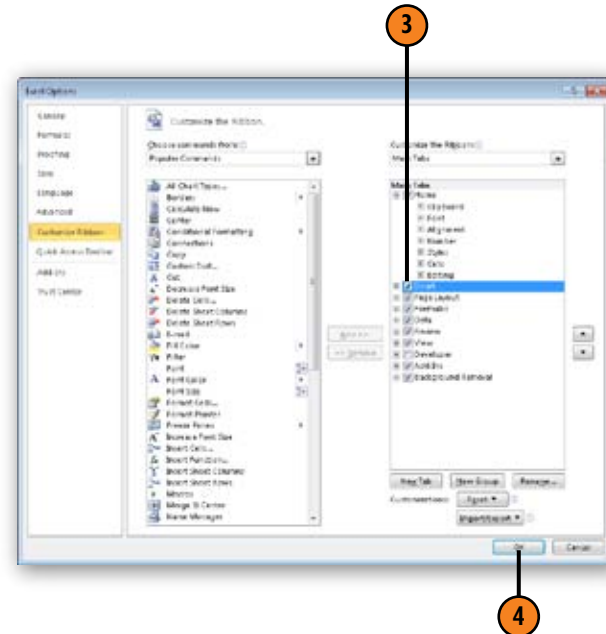 3
Excel Options
General
Formulas
Proofing
Save
Language
Advanced
Customize Ribbon
Quick Access Toolbar
Add-Ins
Trust Center
Customize the Ribbon.
Choose commands from:
Popular Commands
All Chart Types...
Borders
Calculate Now
Center
Conditional Formatting
Connections
Copy
Custom Sort...
Cut
Decrease Font Size
Delete Cells...
Delete Sheet Columns
Delete Sheet Rows
E-mail
Fill Color
Filter
Font
Font Color
Font Size
Format Cells...
Format Painter
Freeze Panes
Increase Font Size
Insert Cells...
Insert Function...
Insert Sheet Columns
Insert Sheet Rows
Macros
Merge & Center
Name Manager
Add >>
<< Remove
Customize the Ribbon:
Main Tabs
Main Tabs
Home
Clipboard
Font
Alignment
Number
Styles
Cells
Editing
Insert
Page Layout
Formulas
Data
Review
View
Developer
Add-Ins
Background Removal
New Tab
New Group
Rename...
Customizations:
Reset
Import/Export
OK
Cancel
4